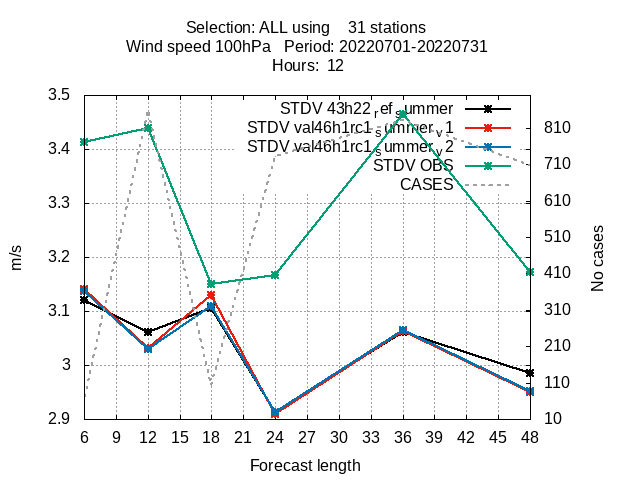 Selection: ALL using    31 stations
Wind speed 100hPa   Period: 20220701-20220731
Hours:  12
STDV 43h22_ref_summer
STDV val46h1rc1_summer_v1
STDV val46h1rc1_summer_v2
STDV OBS
CASES
3.5
3.4
3.3
3.2
3.1
3
2.9
m/s
810
710
610
510
410
310
210
110
10
No cases
6 9 12 15 18 21 24 27 30 33 36 39 42 45 48
Forecast length